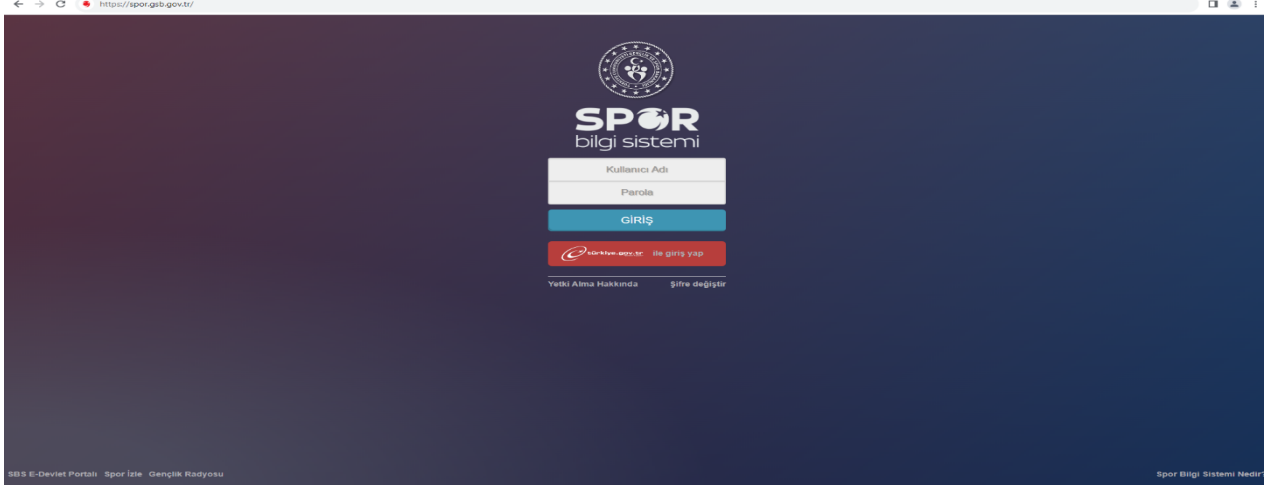 https://spor.gsb.gov.tr/
SPOR
bilgi sistemi
Kullanıcı Adı
Parola
GİRİŞ
türkiye.gov.tr ile giriş yap
Yetki Alma Hakkında Şifre değiştir
SBS E-Devlet Portalı Spor İzle Gençlik Radyosu Spor Bilgi Sistemi Nedir?